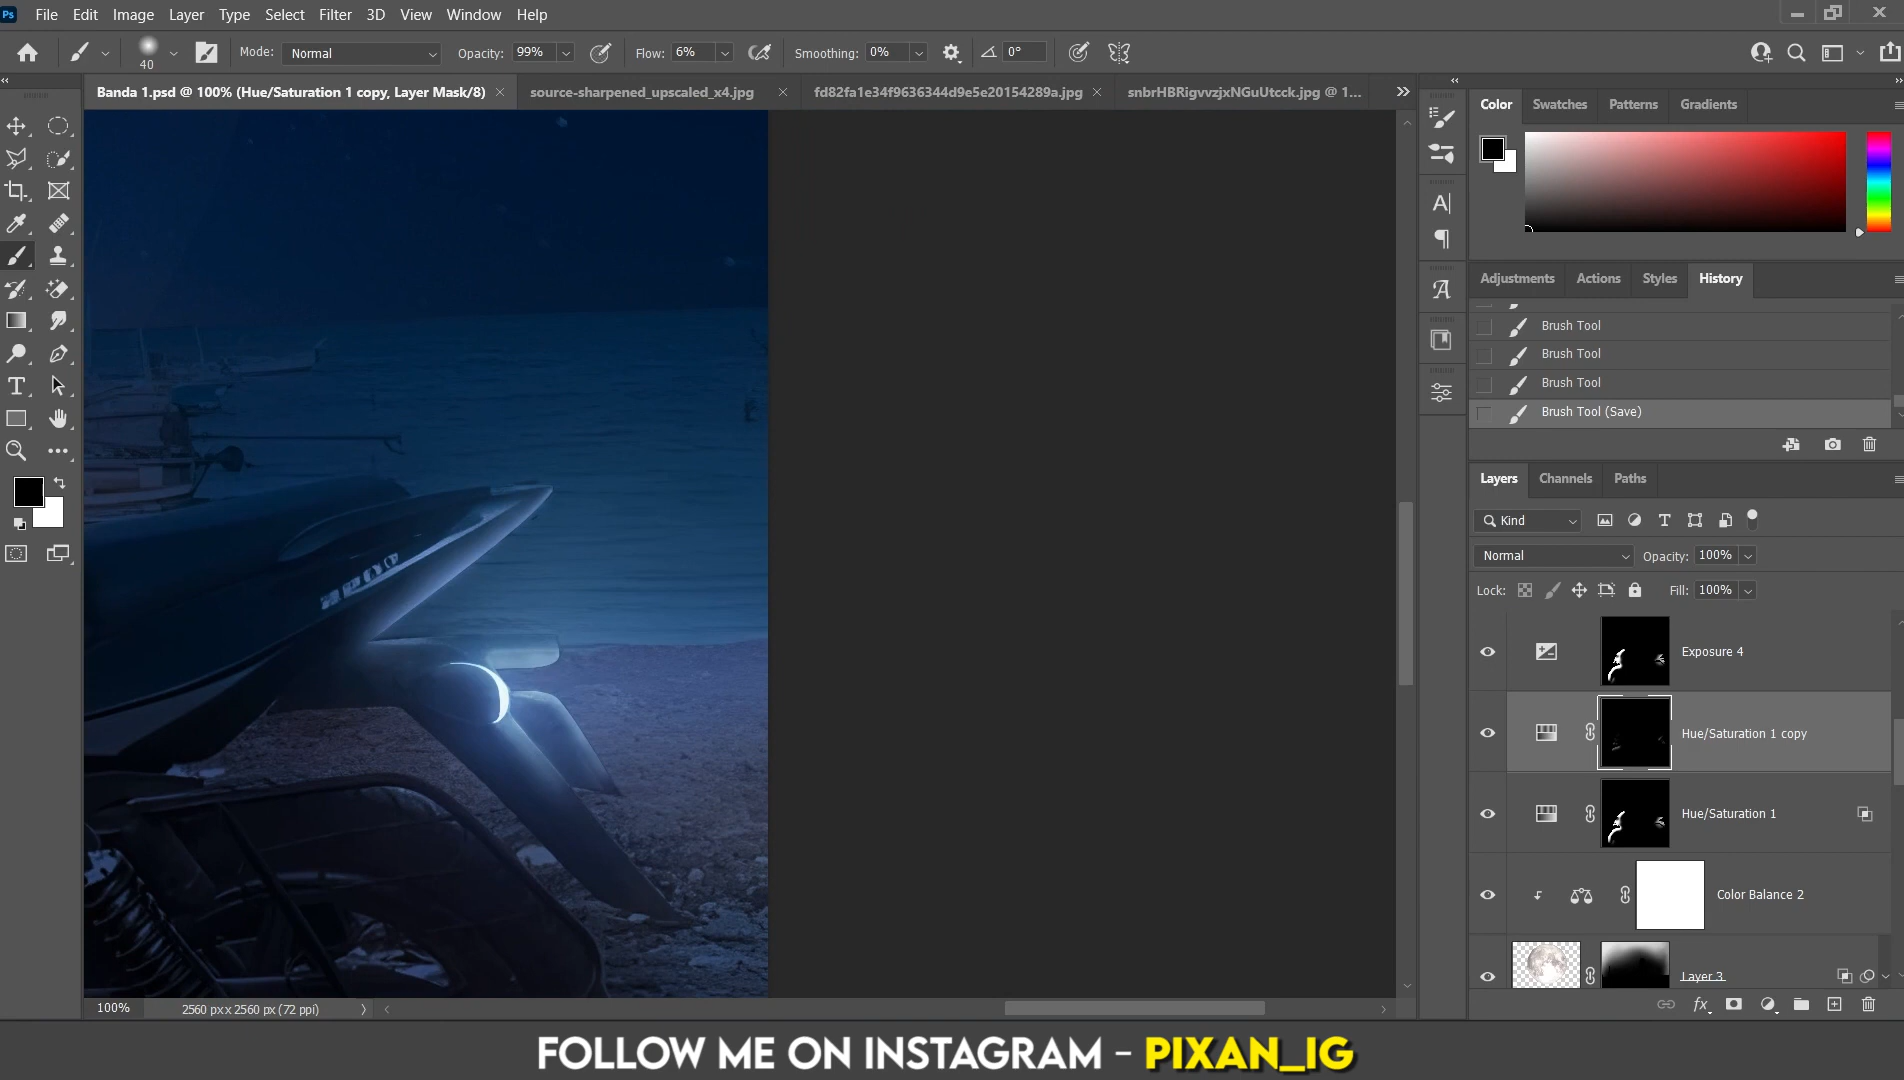 Ps File Edit Image Layer Type Select Filter 3D View Window Help
40 Mode: Normal Opacity: 99% Flow: 6% Smoothing: 0% 0°
Banda 1.psd @ 100% (Hue/Saturation 1 copy, Layer Mask/8) source-sharpened_upscaled_x4.jpg fd82fa1e34f9636344d9e5e20154289a.jpg snbrHBRigvvzjxNGuUtcck.jpg @ 1...
Color Swatches Patterns Gradients
Adjustments Actions Styles History
Brush Tool
Brush Tool
Brush Tool
Brush Tool (Save)
Layers Channels Paths
Kind
Normal Opacity: 100%
Lock: Fill: 100%
Exposure 4
Hue/Saturation 1 copy
Hue/Saturation 1
Color Balance 2
Layer 3
100% 2560 px x 2560 px (72 ppi)
FOLLOW ME ON INSTAGRAM - PIXAN_IG